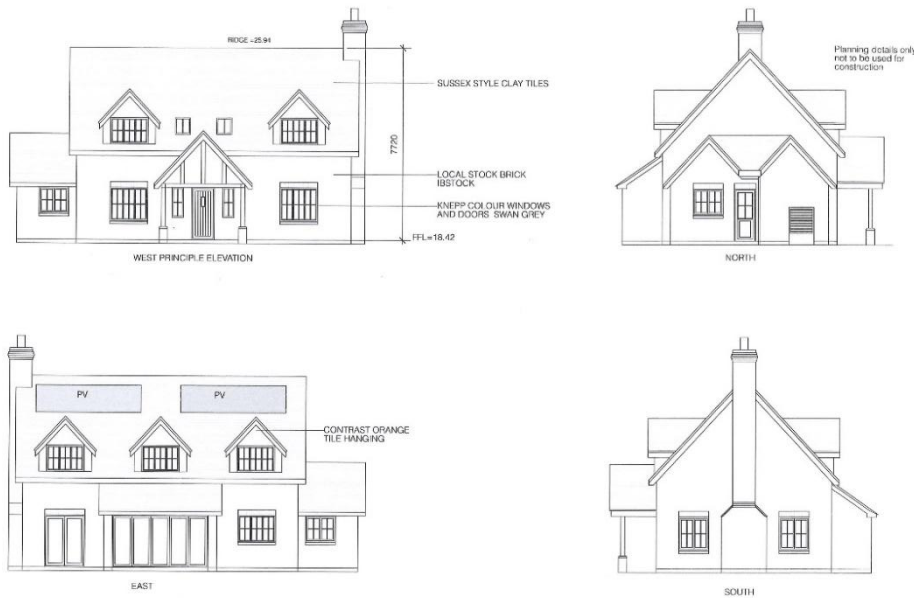 RIDGE =25.94
Planning details only
not to be used for
construction
SUSSEX STYLE CLAY TILES
7720
LOCAL STOCK BRICK
IBSTOCK
KNEPP COLOUR WINDOWS
AND DOORS SWAN GREY
FFL=18.42
WEST PRINCIPLE ELEVATION
NORTH
PV
PV
CONTRAST ORANGE
TILE HANGING
EAST
SOUTH